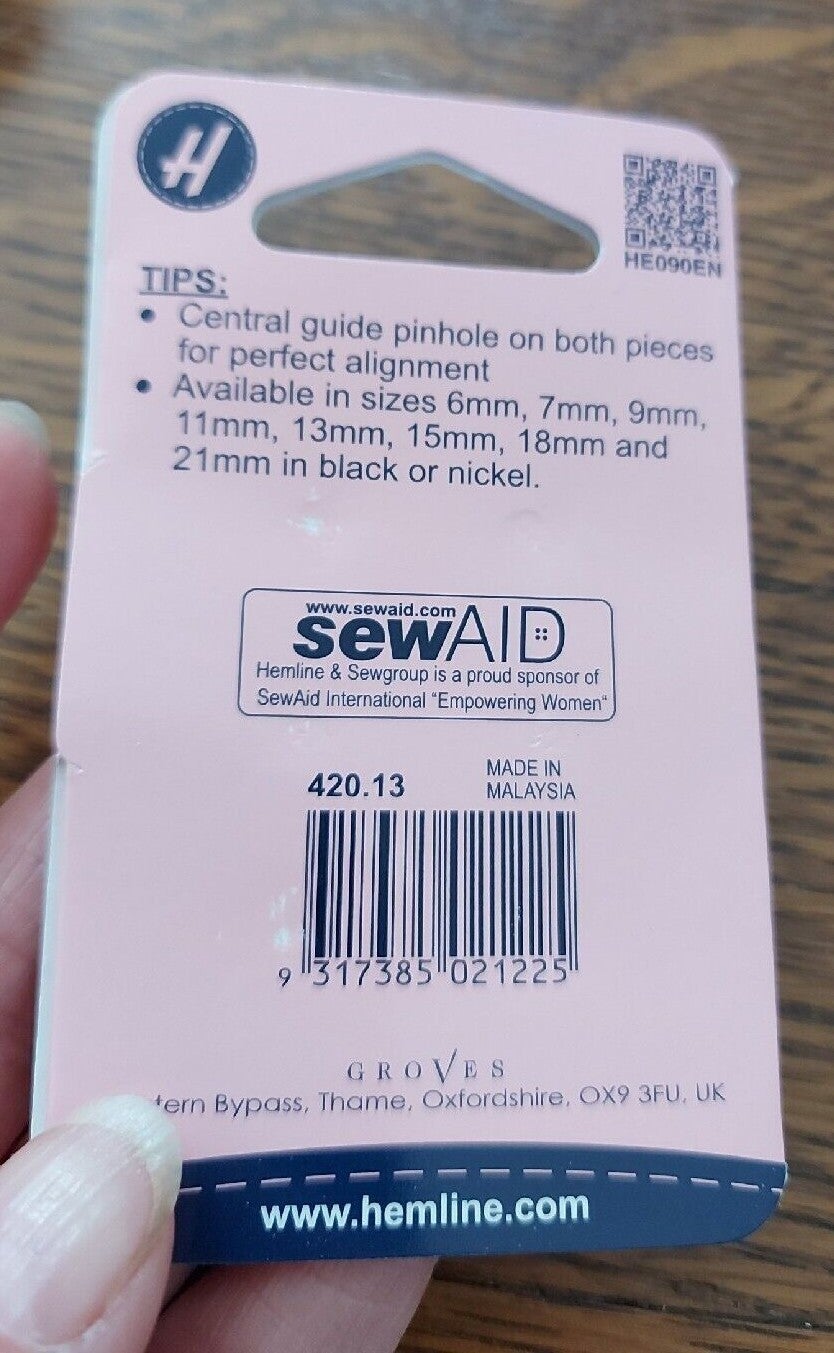 H
HE090EN
TIPS:
• Central guide pinhole on both pieces
for perfect alignment
• Available in sizes 6mm, 7mm, 9mm,
11mm, 13mm, 15mm, 18mm and
21mm in black or nickel.
www.sewaid.com
sewAID
Hemline & Sewgroup is a proud sponsor of
SewAid International "Empowering Women"
420.13
MADE IN
MALAYSIA
9 317385 021225
GROVES
Bypass, Thame, Oxfordshire, OX9 3FU, UK
www.hemline.com